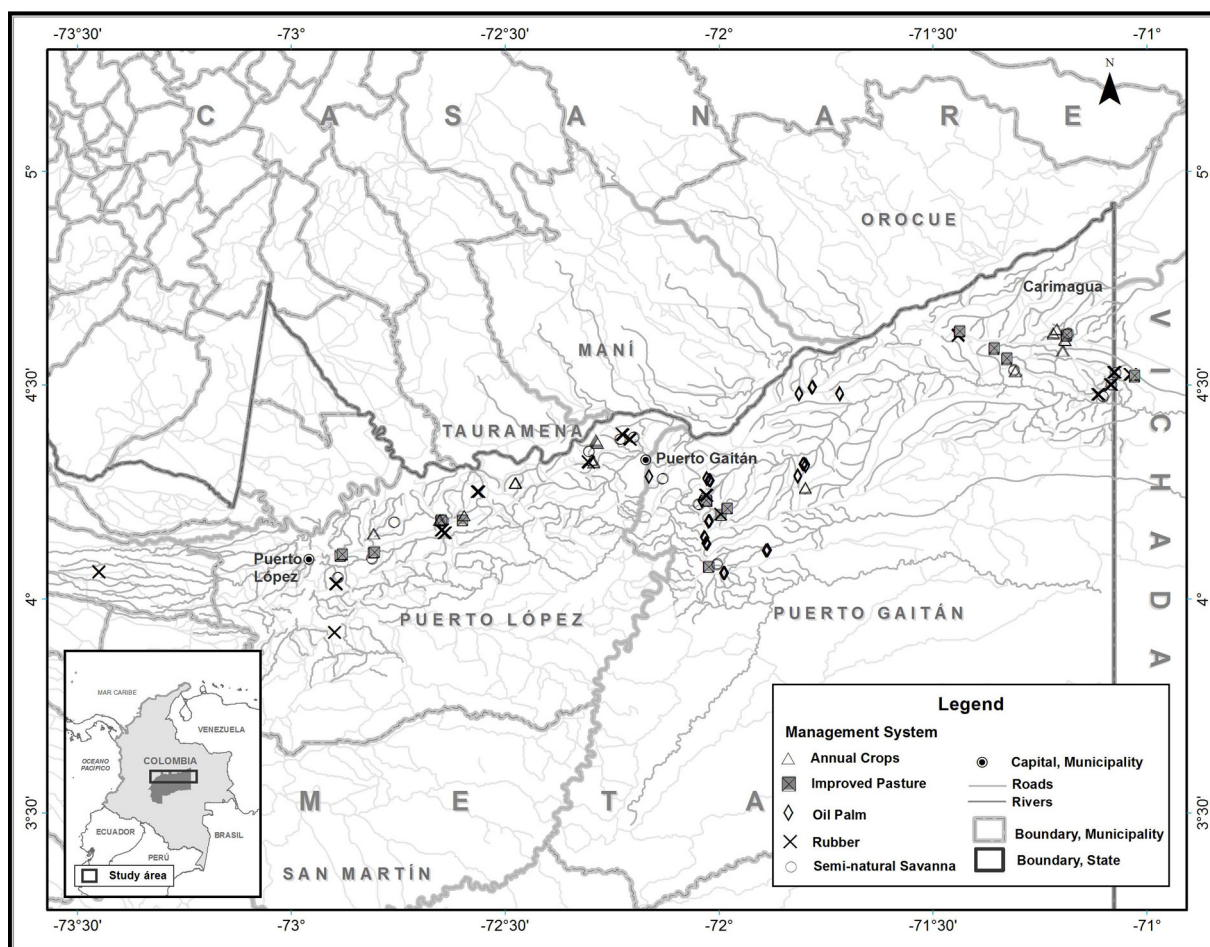 -73°30' -73° -72°30' -72° -71°30' -71°
N
C A S A N A R E
5° 5°
OROCUE
Carimagua
MANÍ
4°30' 4°30'
TAURAMENA
Puerto Gaitán
VICHADA
Puerto
López
4° 4°
PUERTO LÓPEZ
PUERTO GAITÁN
MAR CARIBE
VENEZUELA
OCEANO
PACIFICO
COLOMBIA
ECUADOR
BRASIL
PERÚ
Study área
M E T A
3°30' 3°30'
SAN MARTÍN
Legend
Management System
Annual Crops
Improved Pasture
Oil Palm
Rubber
Semi-natural Savanna
Capital, Municipality
Roads
Rivers
Boundary, Municipality
Boundary, State
-73°30' -73° -72°30' -72° -71°30' -71°